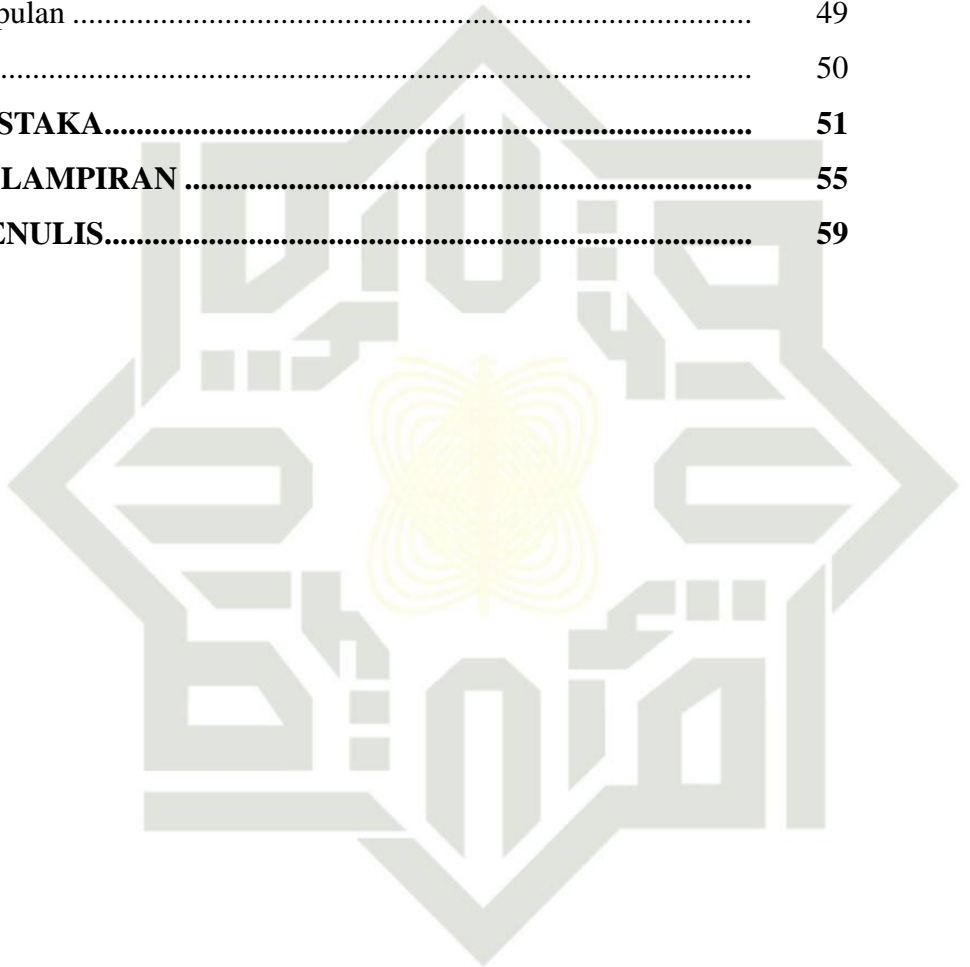 pulan ........................................................................................ 49
................................................................................................. 50
STAKA................................................................................. 51
LAMPIRAN ....................................................................... 55
ENULIS................................................................................. 59